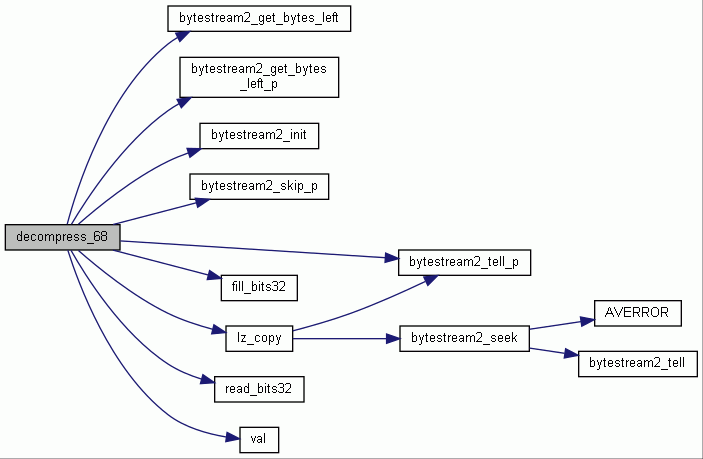 bytestream2_get_bytes_left
bytestream2_get_bytes
_left_p
bytestream2_init
bytestream2_skip_p
decompress_68
bytestream2_tell_p
fill_bits32
AVERROR
lz_copy
bytestream2_seek
bytestream2_tell
read_bits32
val